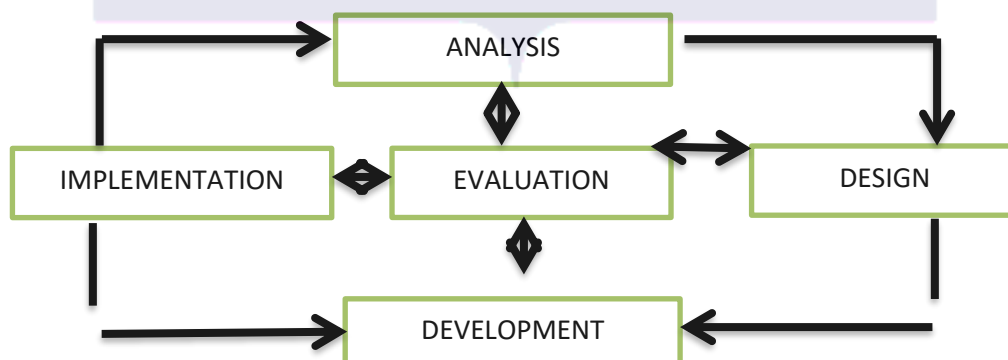 ANALYSIS
IMPLEMENTATION
EVALUATION
DESIGN
DEVELOPMENT